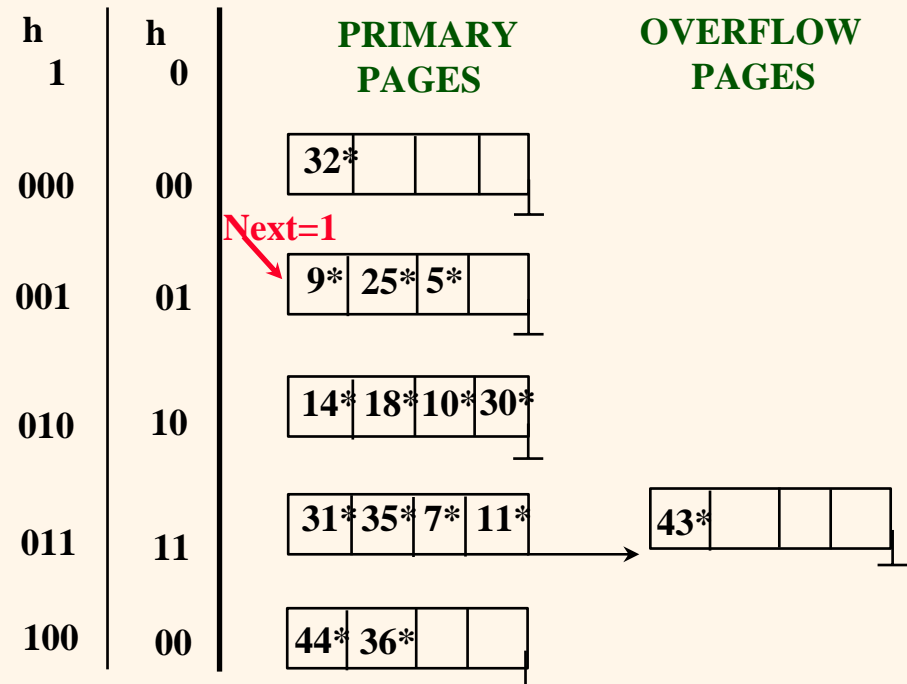 h h PRIMARY OVERFLOW
1 0 PAGES PAGES
32*
000 00
Next=1
001 01 9* 25* 5*
010 10 14* 18* 10* 30*
011 11 31* 35* 7* 11* 43*
100 00 44* 36*